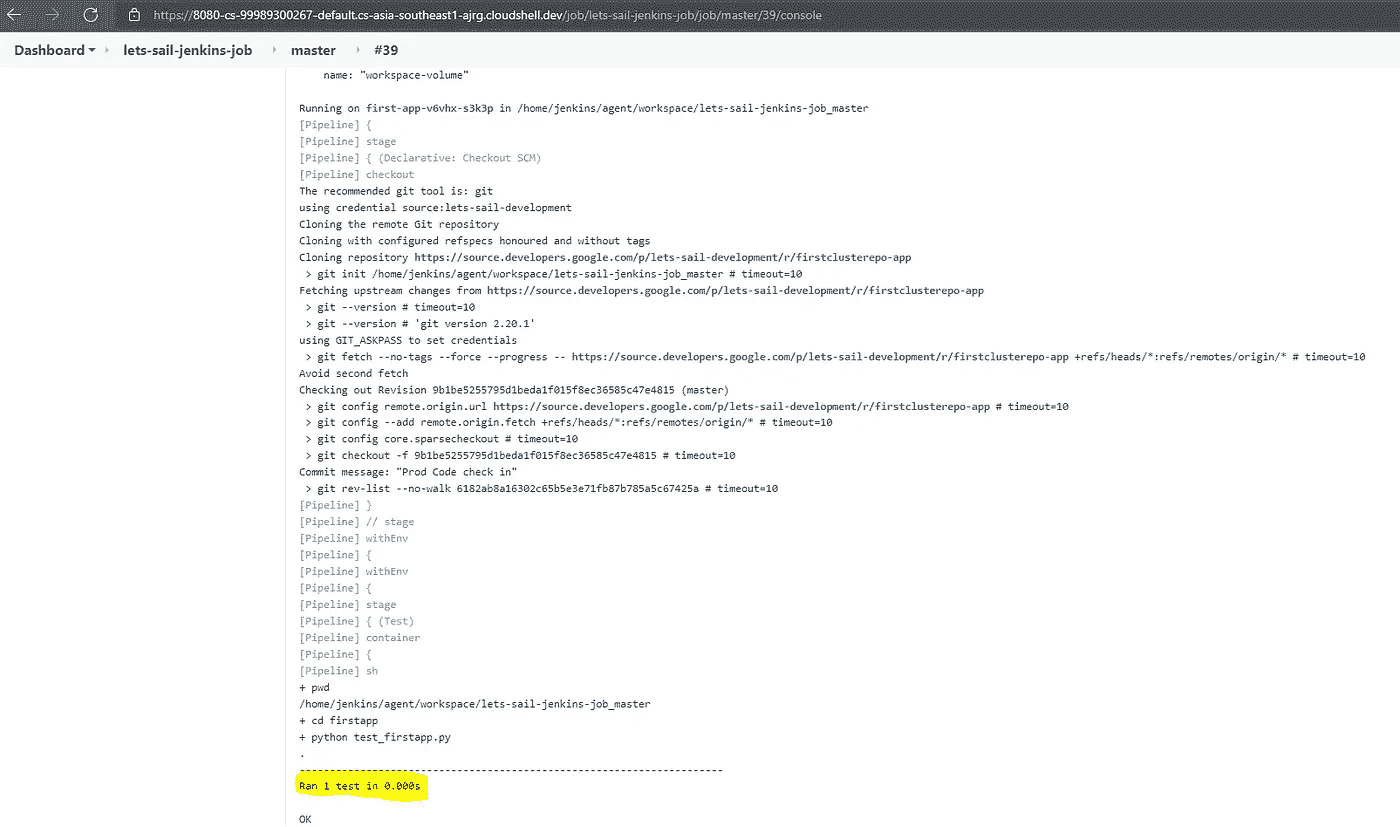 https://8080-cs-99989300267-default.cs-asia-southeast1-ajrg.cloudshell.dev/job/lets-sail-jenkins-job/job/master/39/console
Dashboard lets-sail-jenkins-job master #39
name: "workspace-volume"
Running on first-app-v6vhx-s3k3p in /home/jenkins/agent/workspace/lets-sail-jenkins-job_master
[Pipeline] {
[Pipeline] stage
[Pipeline] { (Declarative: Checkout SCM)
[Pipeline] checkout
The recommended git tool is: git
using credential source:lets-sail-development
Cloning the remote Git repository
Cloning with configured refspecs honoured and without tags
Cloning repository https://source.developers.google.com/p/lets-sail-development/r/firstclusterepo-app
> git init /home/jenkins/agent/workspace/lets-sail-jenkins-job_master # timeout=10
Fetching upstream changes from https://source.developers.google.com/p/lets-sail-development/r/firstclusterepo-app
> git --version # timeout=10
> git --version # 'git version 2.20.1'
using GIT_ASKPASS to set credentials
> git fetch --no-tags --force --progress -- https://source.developers.google.com/p/lets-sail-development/r/firstclusterepo-app +refs/heads/*:refs/remotes/origin/* # timeout=10
Avoid second fetch
Checking out Revision 9b1be5255795d1beda1f015f8ec36585c47e4815 (master)
> git config remote.origin.url https://source.developers.google.com/p/lets-sail-development/r/firstclusterepo-app # timeout=10
> git config --add remote.origin.fetch +refs/heads/*:refs/remotes/origin/* # timeout=10
> git config core.sparsecheckout # timeout=10
> git checkout -f 9b1be5255795d1beda1f015f8ec36585c47e4815 # timeout=10
Commit message: "Prod Code check in"
> git rev-list --no-walk 6182ab8a16302c65b5e3e71fb87b785a5c67425a # timeout=10
[Pipeline] }
[Pipeline] // stage
[Pipeline] withEnv
[Pipeline] {
[Pipeline] withEnv
[Pipeline] {
[Pipeline] stage
[Pipeline] { (Test)
[Pipeline] container
[Pipeline] {
[Pipeline] sh
+ pwd
/home/jenkins/agent/workspace/lets-sail-jenkins-job_master
+ cd firstapp
+ python test_firstapp.py
.
----------------------------------------------------------------------
Ran 1 test in 0.000s
OK